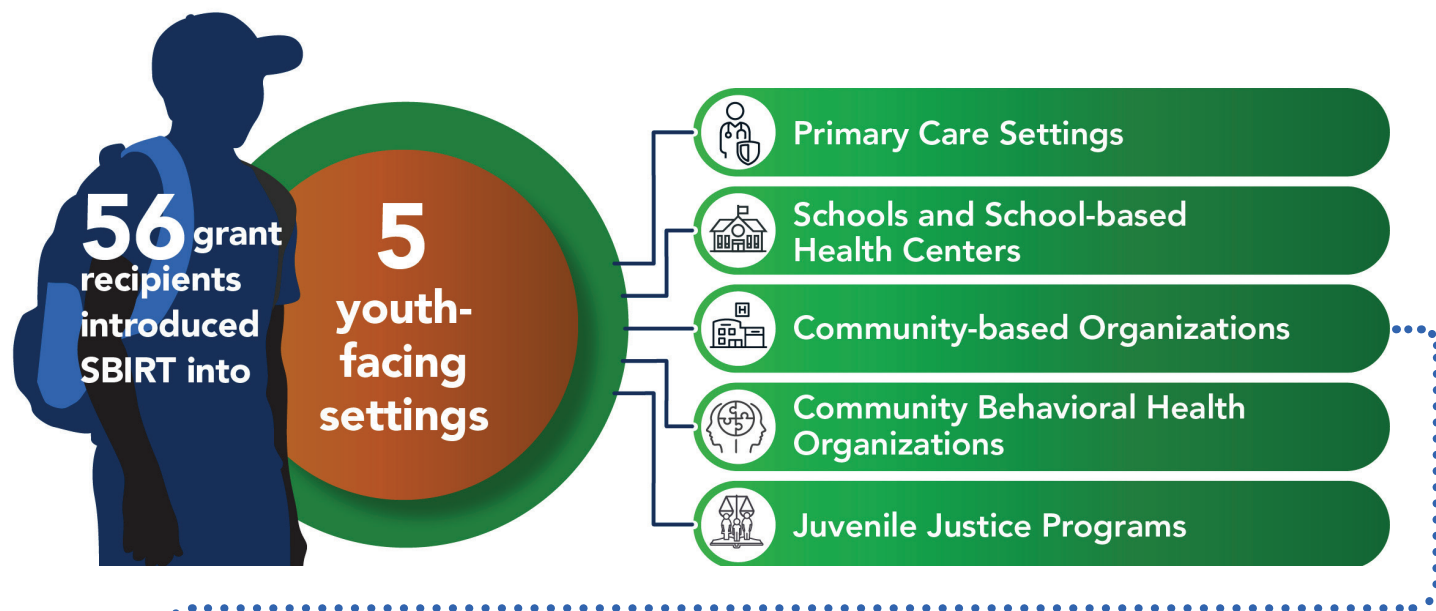 56 grant
recipients
introduced
SBIRT into
5
youth-
facing
settings
Primary Care Settings
Schools and School-based
Health Centers
H
Community-based Organizations
Community Behavioral Health
Organizations
Juvenile Justice Programs